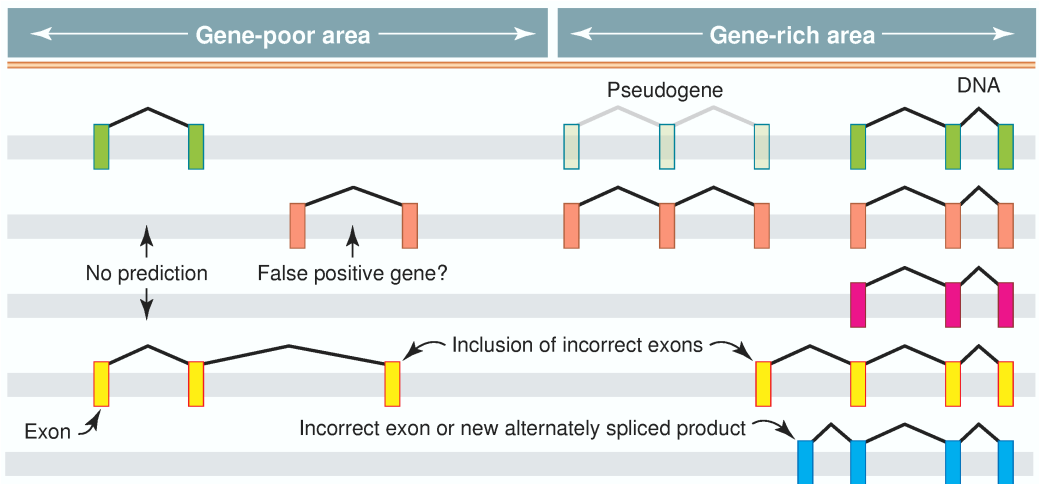 Gene-poor area
Gene-rich area
Pseudogene
DNA
No prediction
False positive gene?
Inclusion of incorrect exons
Exon
Incorrect exon or new alternately spliced product